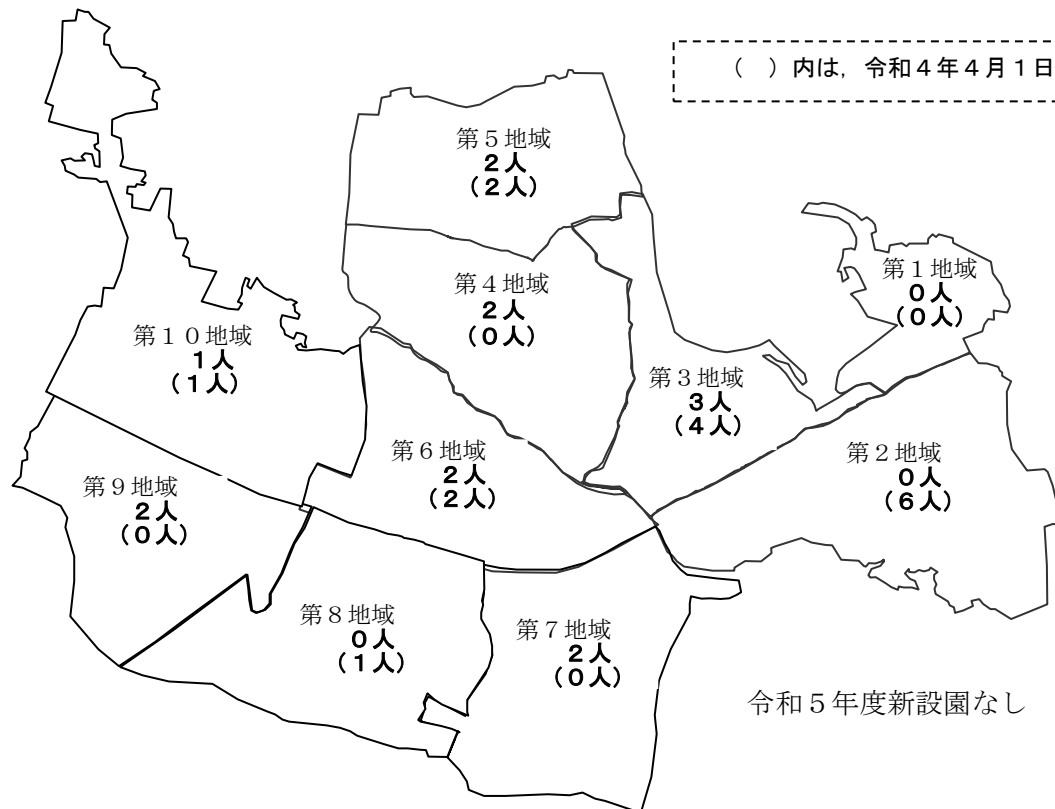 （　）内は，令和４年４月１日
第５地域
２人
（２人）
第１地域
０人
（０人）
第４地域
２人
（０人）
第１０地域
１人
（１人）
第３地域
３人
（４人）
第６地域
２人
（２人）
第２地域
０人
（６人）
第９地域
２人
（０人）
第８地域
０人
（１人）
第７地域
２人
（０人）
令和５年度新設園なし